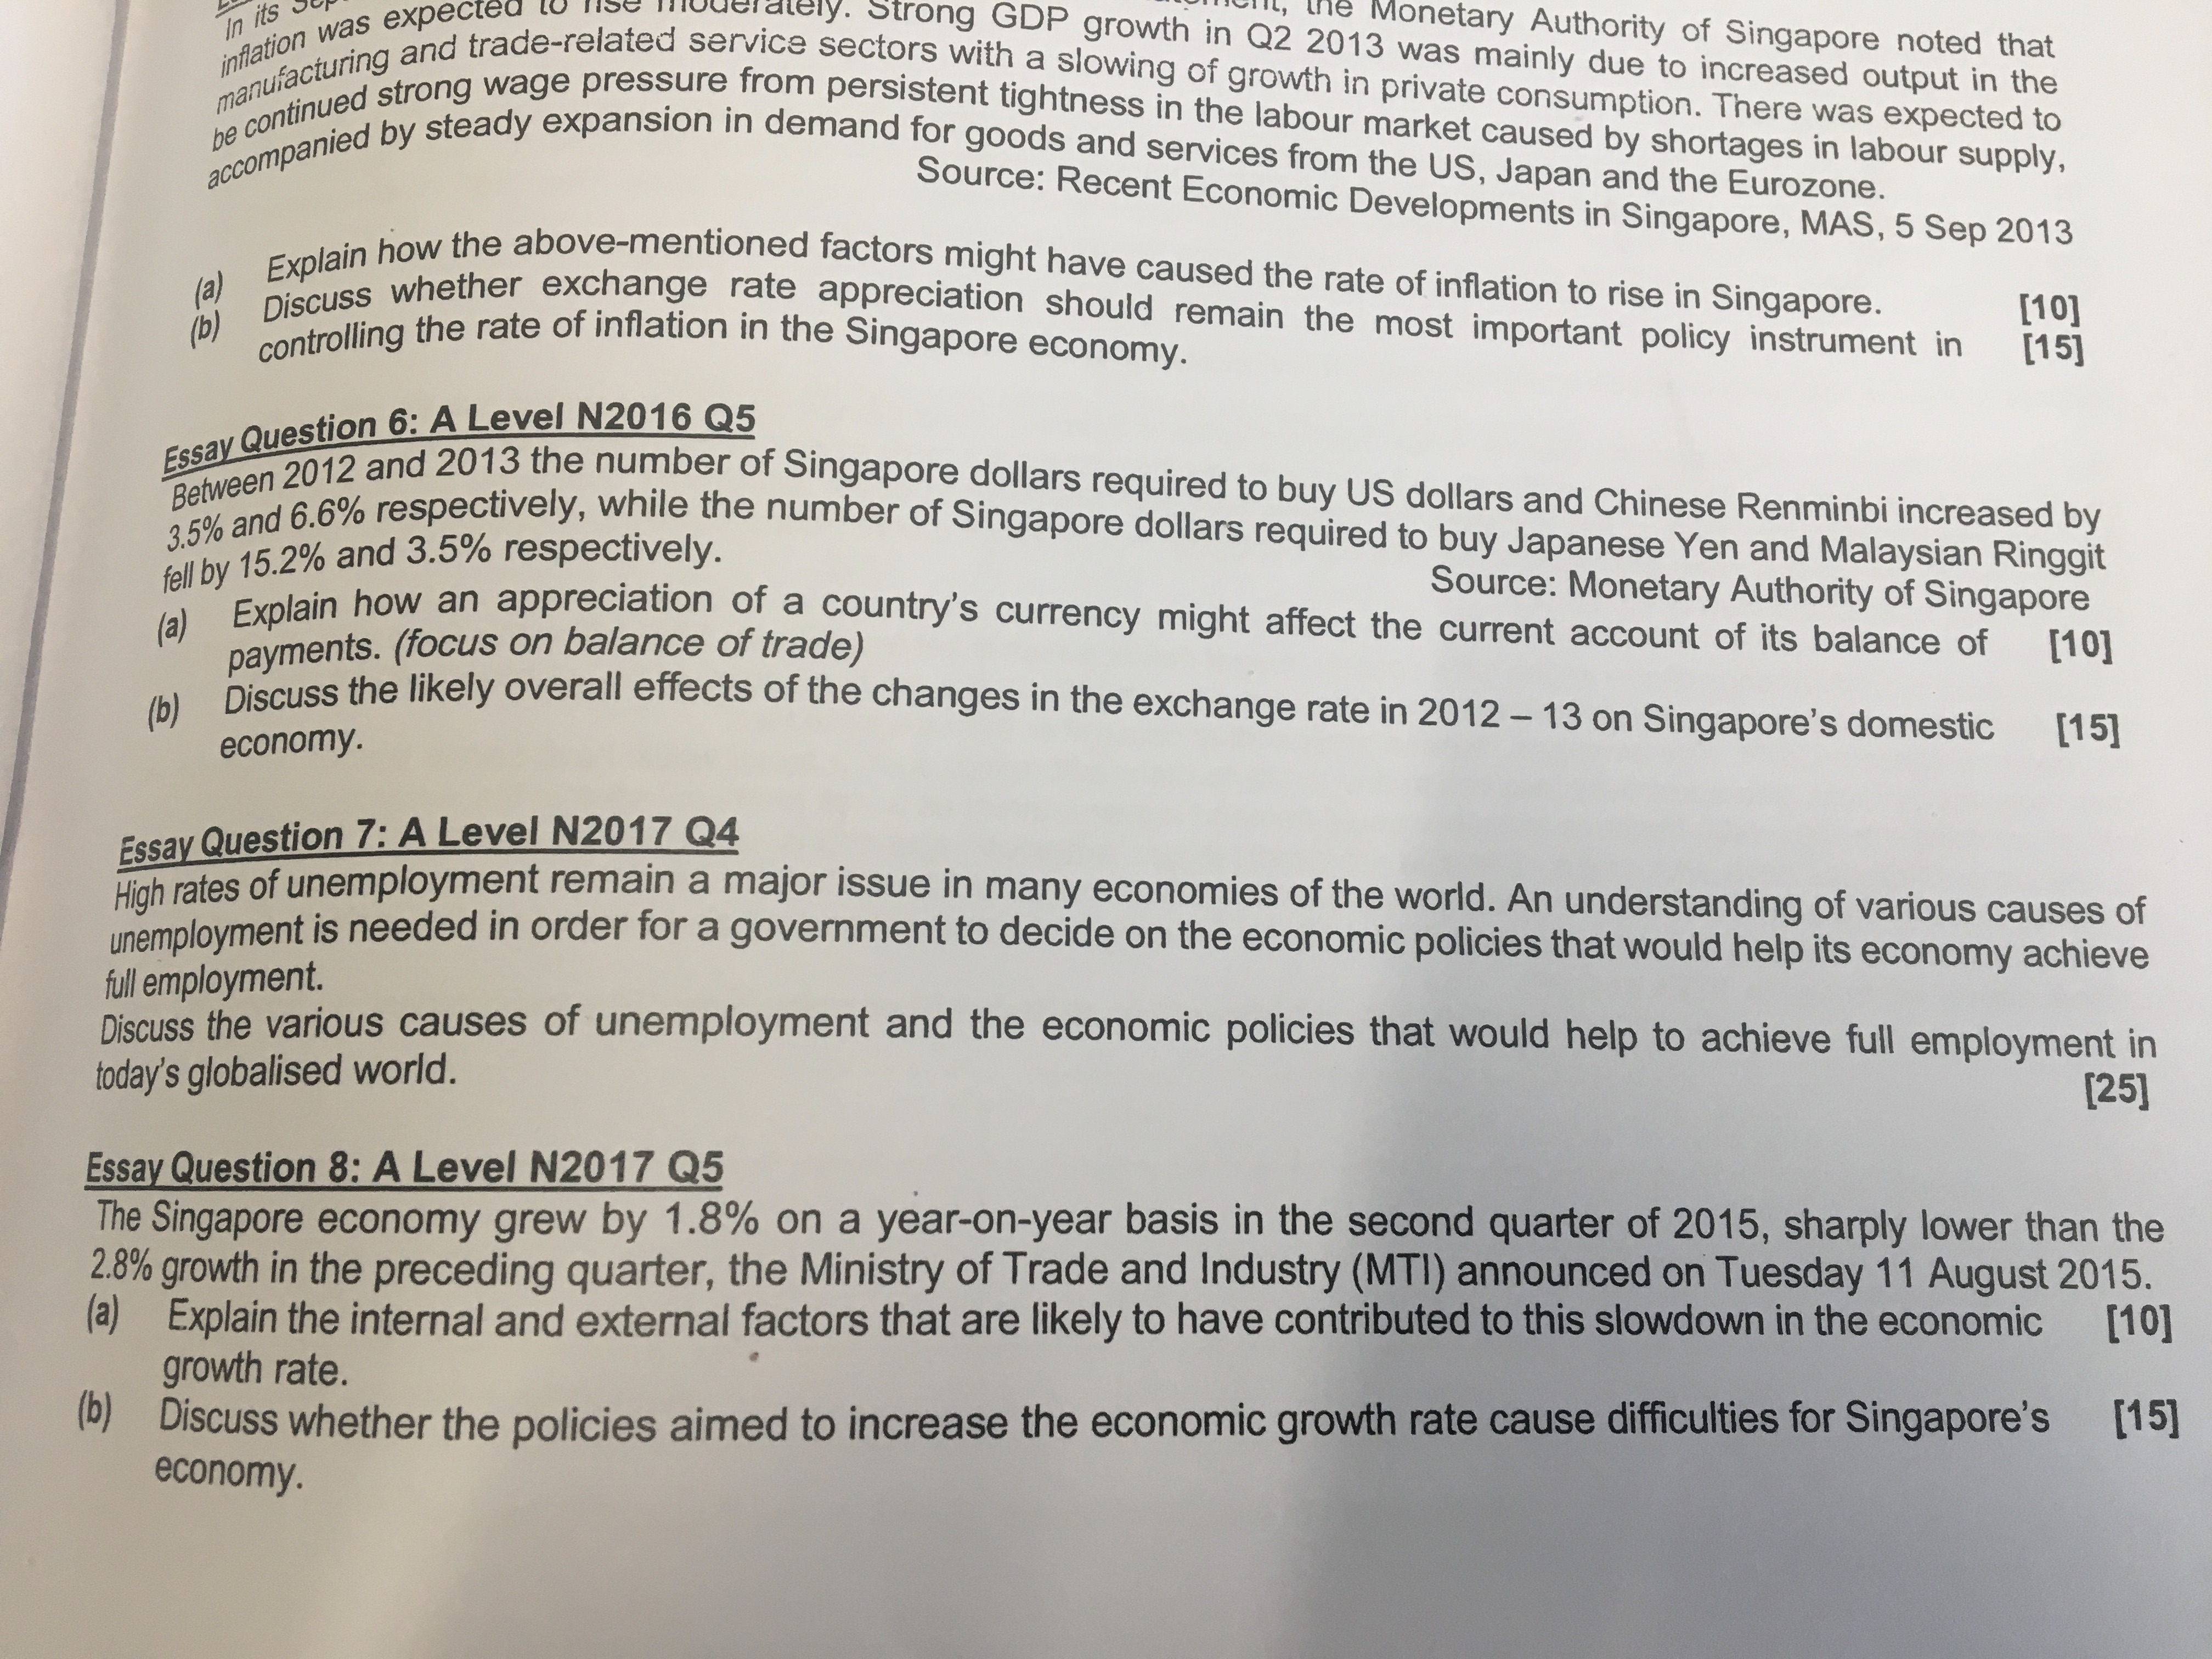 In its
inflation was expected to rise moderately. Strong GDP growth in Q2 2013 was mainly due to increased output in the
manufacturing and trade-related service sectors with a slowing of growth in private consumption. There was expected to
be continued strong wage pressure from persistent tightness in the labour market caused by shortages in labour supply,
accompanied by steady expansion in demand for goods and services from the US, Japan and the Eurozone.
the Monetary Authority of Singapore noted that
Source: Recent Economic Developments in Singapore, MAS, 5 Sep 2013
(a) Explain how the above-mentioned factors might have caused the rate of inflation to rise in Singapore. [10]
(b) Discuss whether exchange rate appreciation should remain the most important policy instrument in [15]
controlling the rate of inflation in the Singapore economy.
Essay Question 6: A Level N2016 Q5
Between 2012 and 2013 the number of Singapore dollars required to buy US dollars and Chinese Renminbi increased by
3.5% and 6.6% respectively, while the number of Singapore dollars required to buy Japanese Yen and Malaysian Ringgit
fell by 15.2% and 3.5% respectively.
Source: Monetary Authority of Singapore
(a) Explain how an appreciation of a country's currency might affect the current account of its balance of [10]
payments. (focus on balance of trade)
(b) Discuss the likely overall effects of the changes in the exchange rate in 2012 – 13 on Singapore's domestic [15]
economy.
Essay Question 7: A Level N2017 Q4
High rates of unemployment remain a major issue in many economies of the world. An understanding of various causes of
unemployment is needed in order for a government to decide on the economic policies that would help its economy achieve
full employment.
Discuss the various causes of unemployment and the economic policies that would help to achieve full employment in
today's globalised world.
[25]
Essay Question 8: A Level N2017 Q5
The Singapore economy grew by 1.8% on a year-on-year basis in the second quarter of 2015, sharply lower than the
2.8% growth in the preceding quarter, the Ministry of Trade and Industry (MTI) announced on Tuesday 11 August 2015.
(a) Explain the internal and external factors that are likely to have contributed to this slowdown in the economic [10]
growth rate.
(b) Discuss whether the policies aimed to increase the economic growth rate cause difficulties for Singapore's [15]
economy.